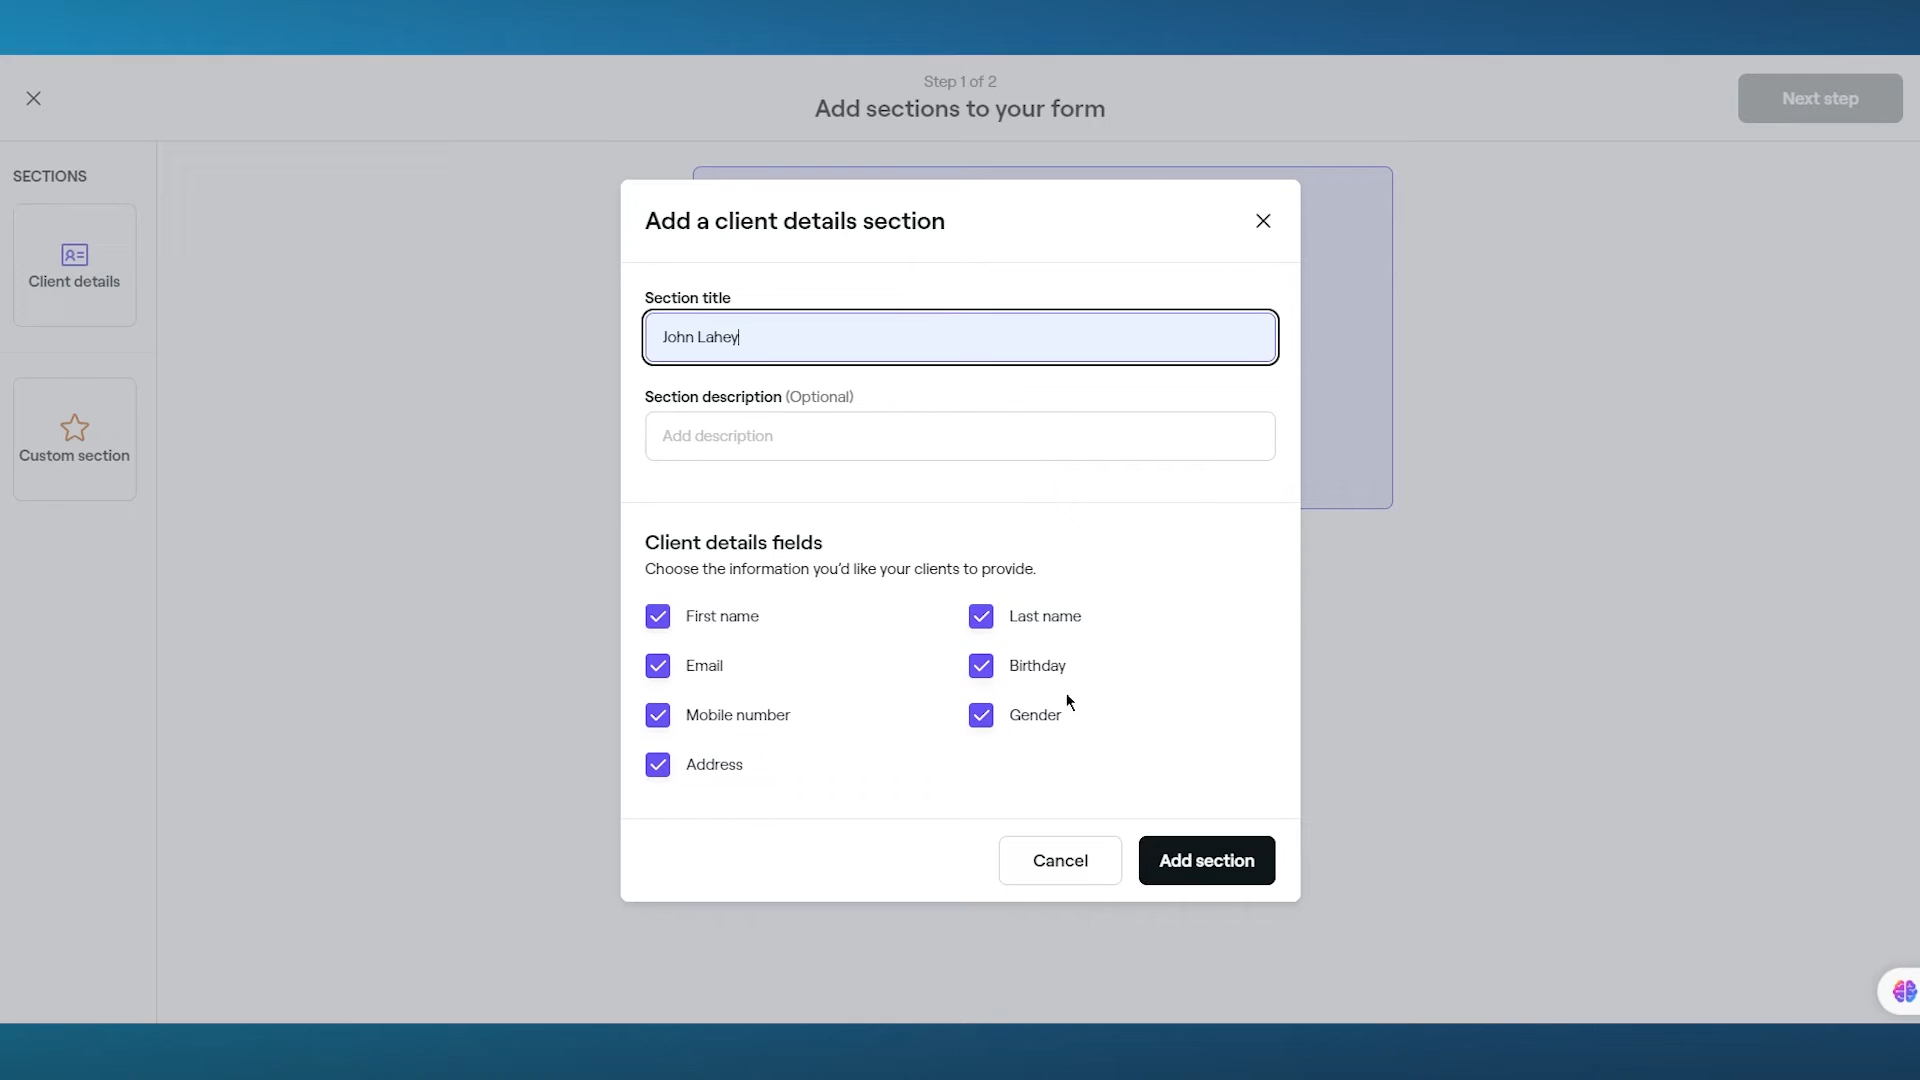 Step 1 of 2
Add sections to your form
Next step
SECTIONS
Client details
Custom section
Add a client details section
Section title
John Lahey
Section description (Optional)
Add description
Client details fields
Choose the information you’d like your clients to provide.
First name
Last name
Email
Birthday
Mobile number
Gender
Address
Cancel
Add section